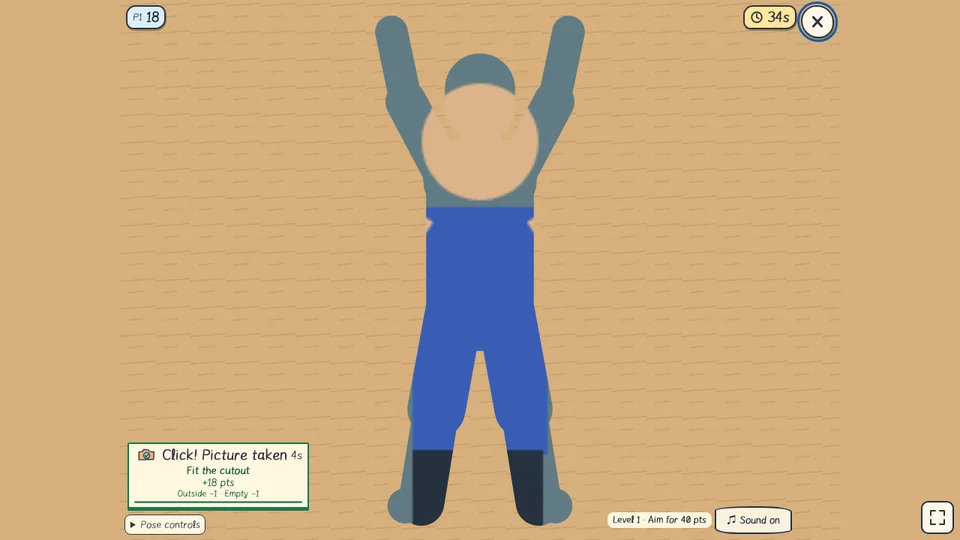 P1 18
34s
Click! Picture taken 4s
Fit the cutout
+18 pts
Outside −1 · Empty −1
▶ Pose controls
Level 1 · Aim for 40 pts
Sound on